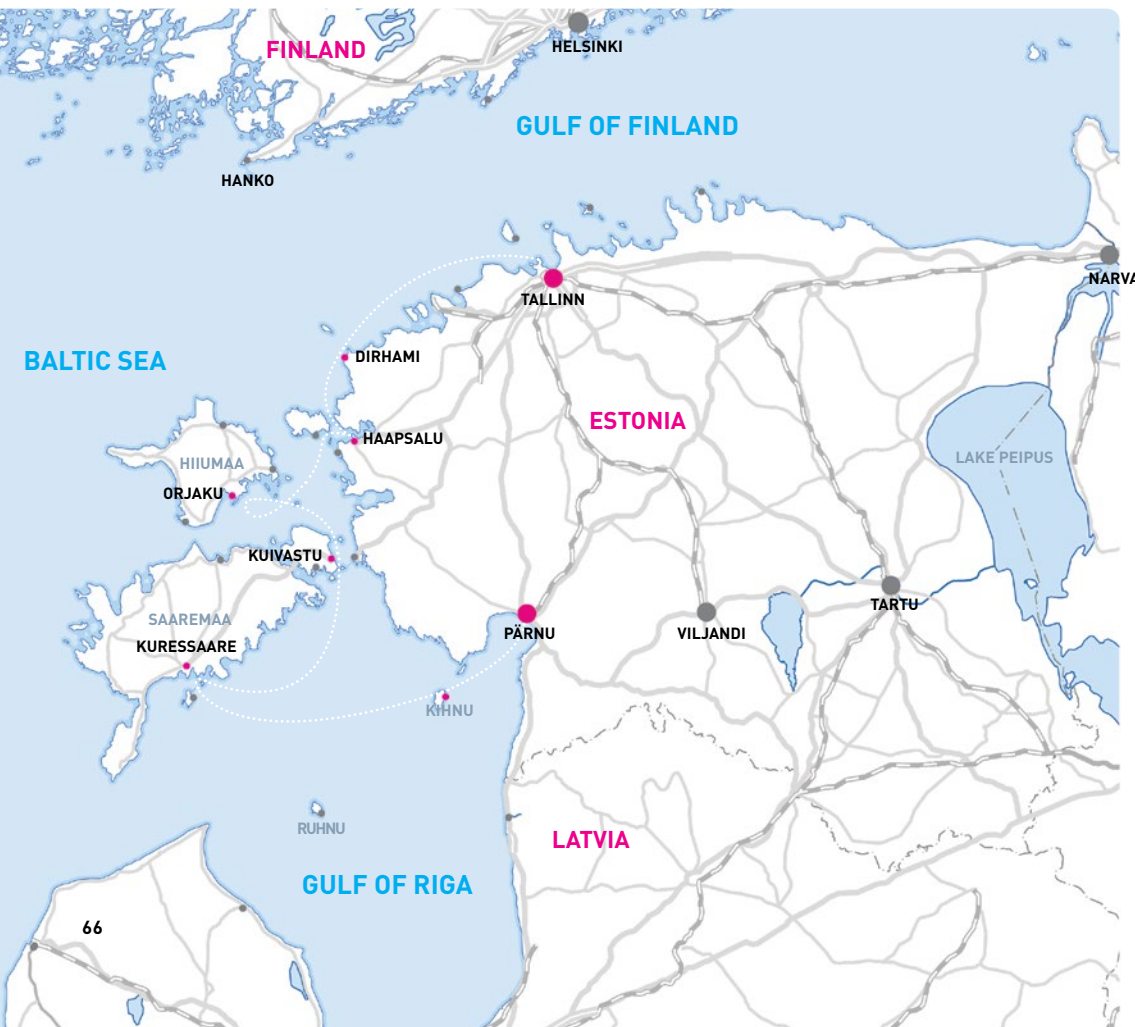 HELSINKI
FINLAND
GULF OF FINLAND
HANKO
NARVA
TALLINN
DIRHAMI
BALTIC SEA
ESTONIA
HAAPSALU
LAKE PEIPUS
HIIUMAA
ORJAKU
KUIVASTU
TARTU
SAAREMAA
PÄRNU
VILJANDI
KURESSAARE
KIHNU
RUHNU
LATVIA
GULF OF RIGA
66